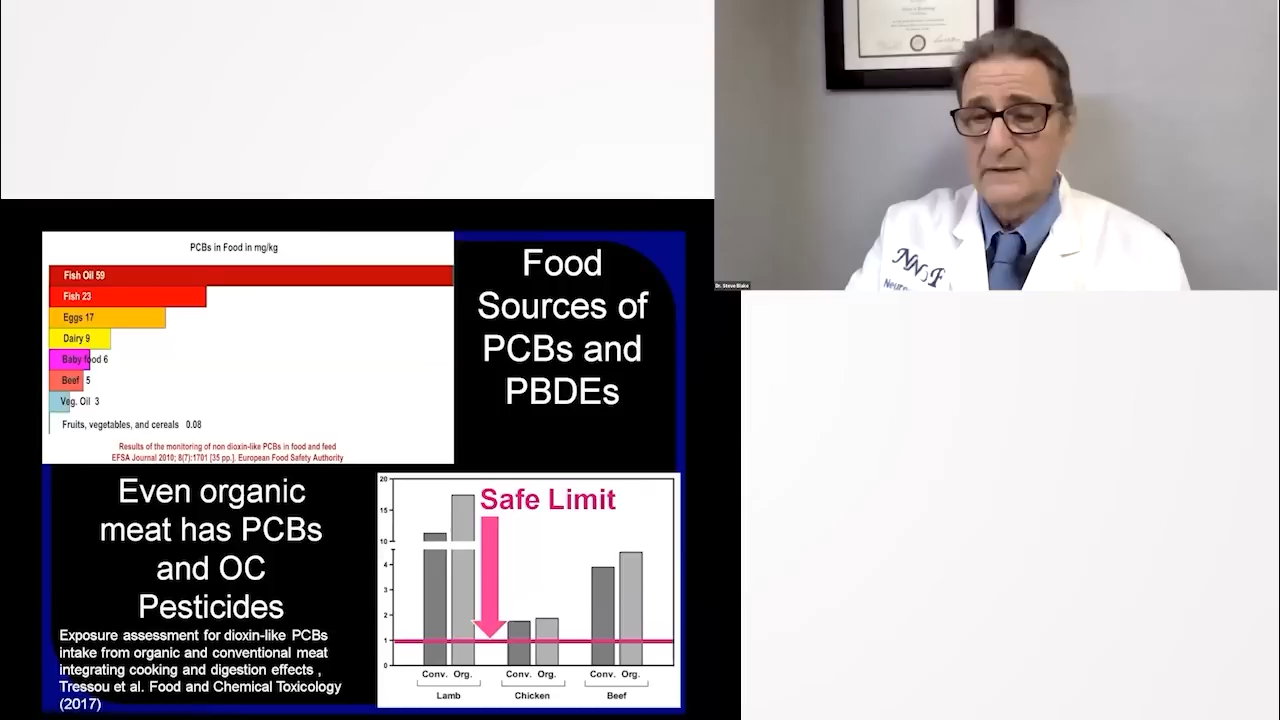 Dr. Steve Blake
NNDF
PCBs in Food in mg/kg
Fish Oil 59
Fish 23
Eggs 17
Dairy 9
Baby food 6
Beef 5
Veg. Oil 3
Fruits, vegetables, and cereals 0.08
Results of the monitoring of non dioxin-like PCBs in food and feed
EFSA Journal 2010; 8(7):1701 [35 pp.]. European Food Safety Authority
Food
Sources of
PCBs and
PBDEs
Even organic
meat has PCBs
and OC
Pesticides
Exposure assessment for dioxin-like PCBs
intake from organic and conventional meat
integrating cooking and digestion effects ,
Tressou et al. Food and Chemical Toxicology
(2017)
Safe Limit
20
15
10
4
3
2
1
0
Conv. Org. Conv. Org. Conv. Org.
Lamb Chicken Beef